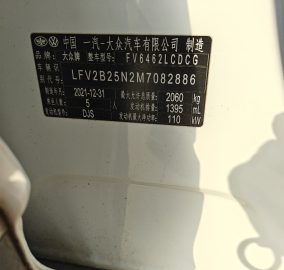 中国 一汽-大众汽车有限公司 制造
品牌 大众牌 整车型号 FV6462LCDCG
车辆识别代号 LFV2B25N2M7082886
制造年月 2021-12-31 最大允许总质量 2060 kg
乘坐人数 5 人 发动机排量 1395 mL
发动机型号 DJS 发动机最大净功率 110 kW